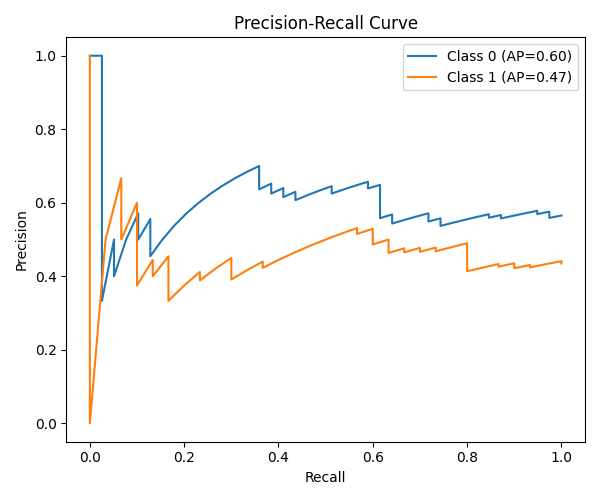 Precision-Recall Curve
Class 0 (AP=0.60)
Class 1 (AP=0.47)
Precision
1.0
0.8
0.6
0.4
0.2
0.0
0.0 0.2 0.4 0.6 0.8 1.0
Recall